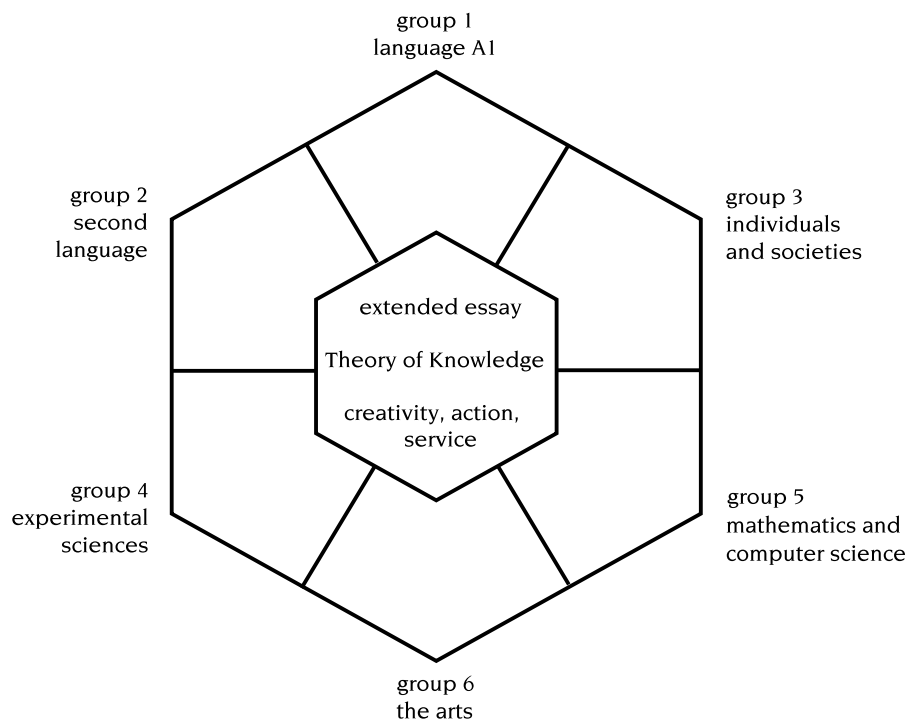 group 1
language A1
group 2
second
language
group 3
individuals
and societies
extended essay
Theory of Knowledge
creativity, action,
service
group 4
experimental
sciences
group 5
mathematics and
computer science
group 6
the arts